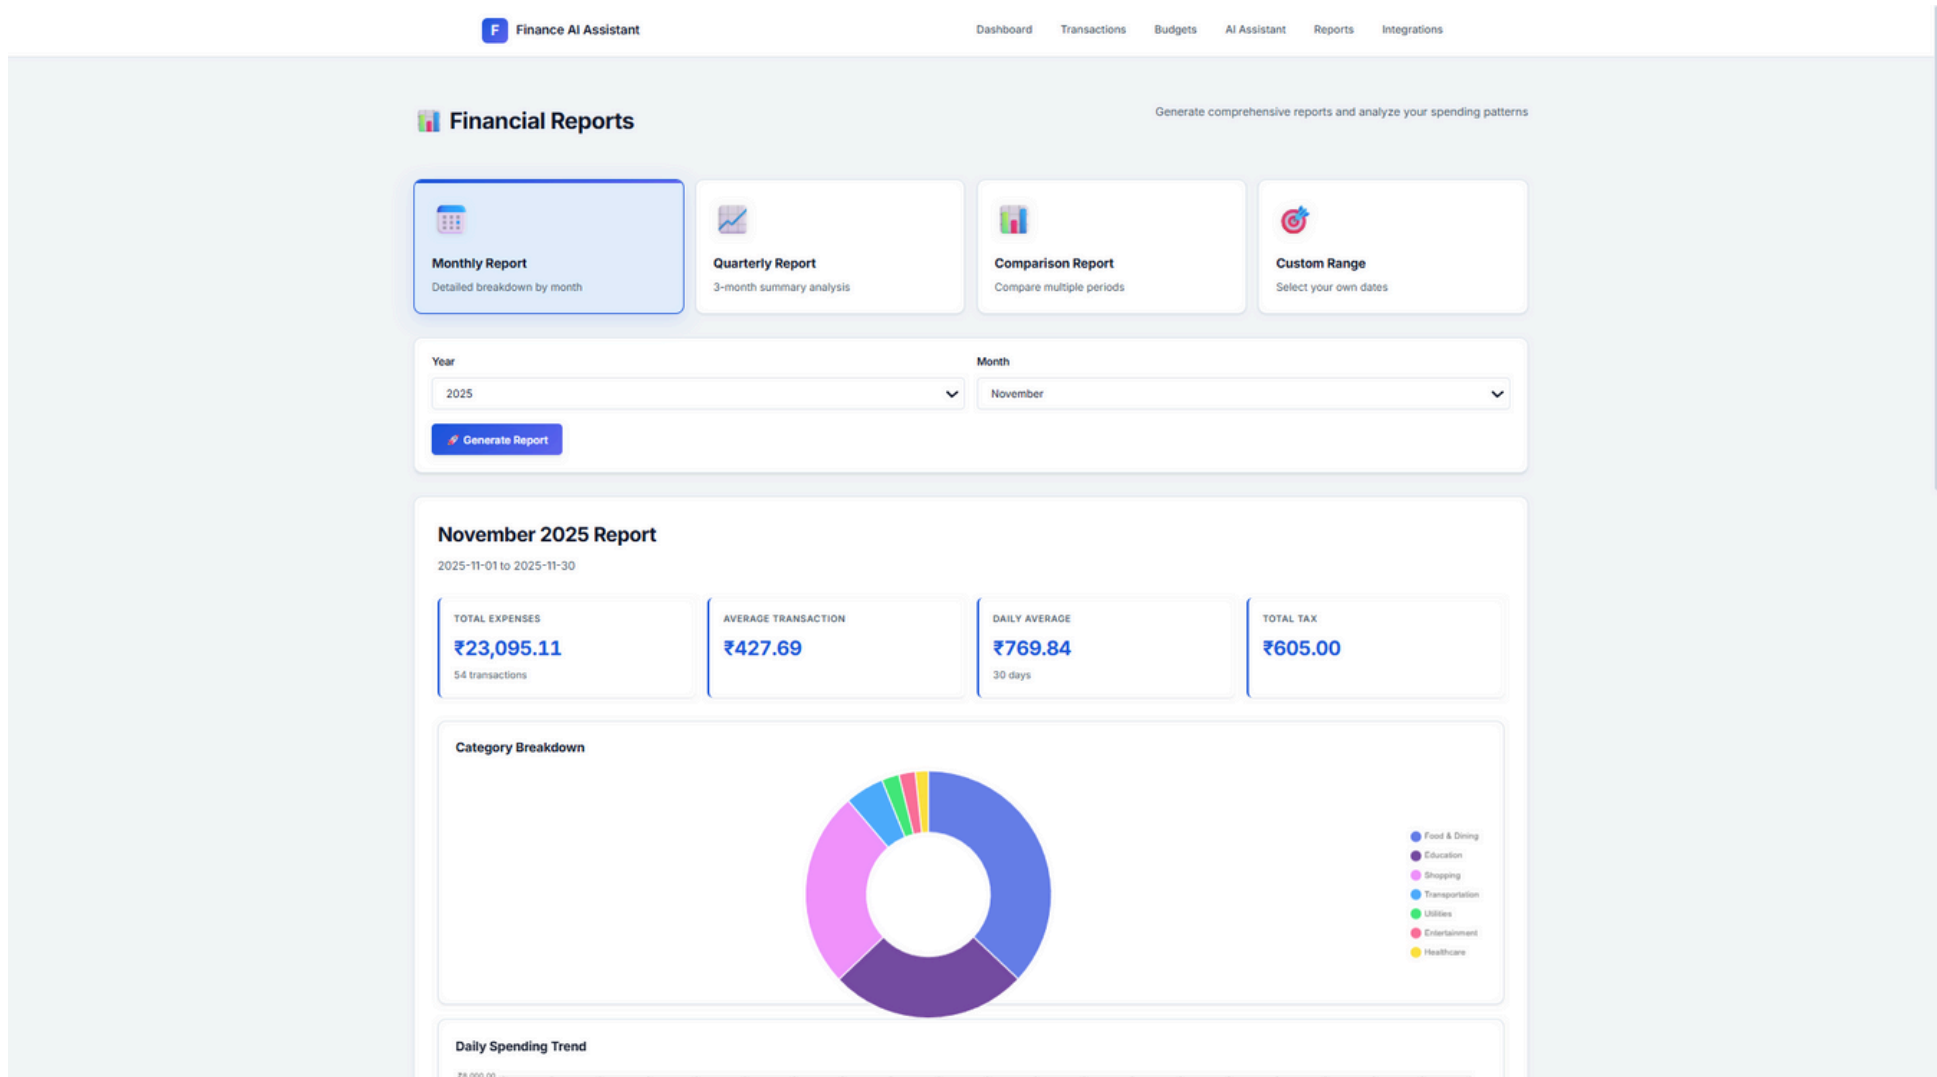 F Finance AI Assistant
Dashboard Transactions Budgets AI Assistant Reports Integrations
Financial Reports
Generate comprehensive reports and analyze your spending patterns
Monthly Report
Detailed breakdown by month
Quarterly Report
3-month summary analysis
Comparison Report
Compare multiple periods
Custom Range
Select your own dates
Year
2025
Month
November
Generate Report
November 2025 Report
2025-11-01 to 2025-11-30
TOTAL EXPENSES
₹23,095.11
54 transactions
AVERAGE TRANSACTION
₹427.69
DAILY AVERAGE
₹769.84
30 days
TOTAL TAX
₹605.00
Category Breakdown
Food & Dining
Education
Shopping
Transportation
Utilities
Entertainment
Healthcare
Daily Spending Trend